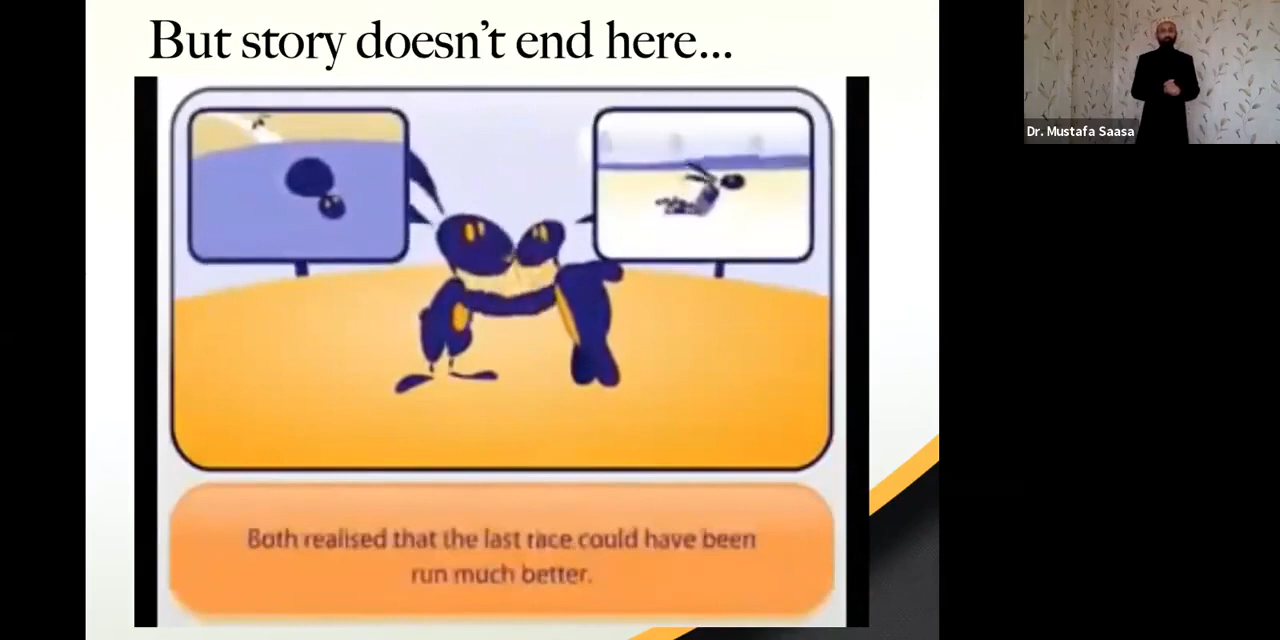 But story doesn't end here...
Dr. Mustafa Saasa
Both realised that the last race could have been
run much better.